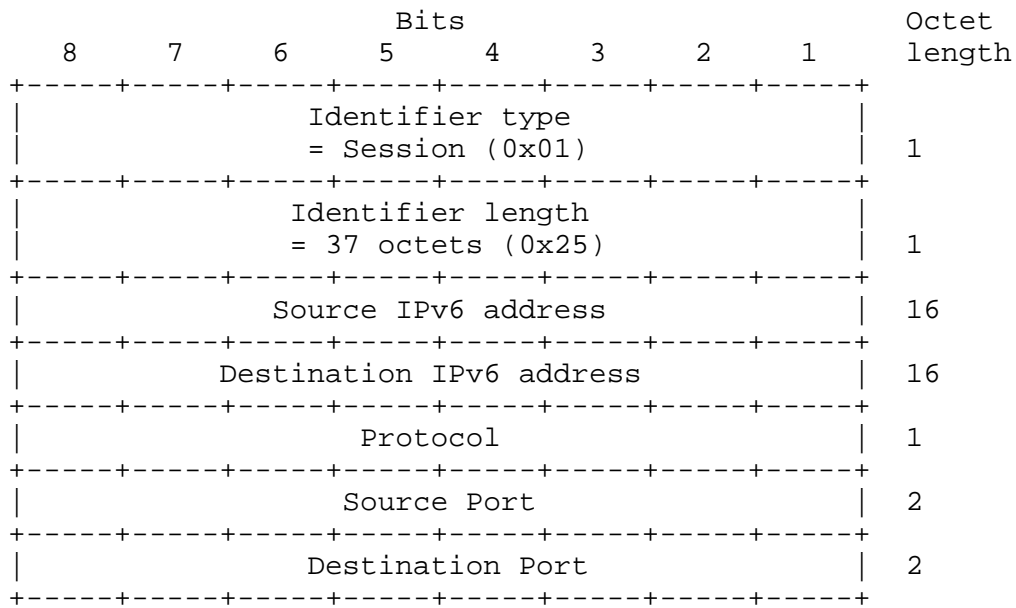 Bits Octet
8 7 6 5 4 3 2 1 length
+-----+-----+-----+-----+-----+-----+-----+-----+
| Identifier type |
| = Session (0x01) | 1
+-----+-----+-----+-----+-----+-----+-----+-----+
| Identifier length |
| = 37 octets (0x25) | 1
+-----+-----+-----+-----+-----+-----+-----+-----+
| Source IPv6 address | 16
+-----+-----+-----+-----+-----+-----+-----+-----+
| Destination IPv6 address | 16
+-----+-----+-----+-----+-----+-----+-----+-----+
| Protocol | 1
+-----+-----+-----+-----+-----+-----+-----+-----+
| Source Port | 2
+-----+-----+-----+-----+-----+-----+-----+-----+
| Destination Port | 2
+-----+-----+-----+-----+-----+-----+-----+-----+